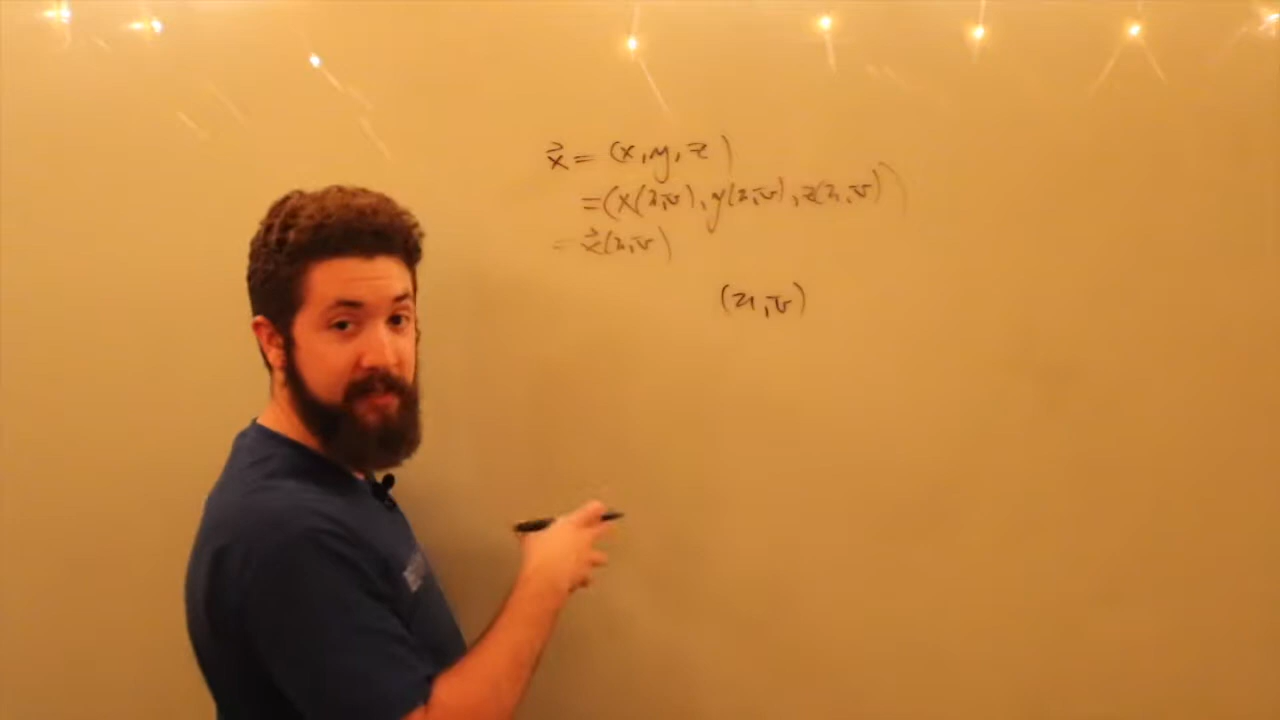 x⃗ = (x, y, z)
= (x(u,v), y(u,v), z(u,v))
= x⃗(u,v)
(u, v)